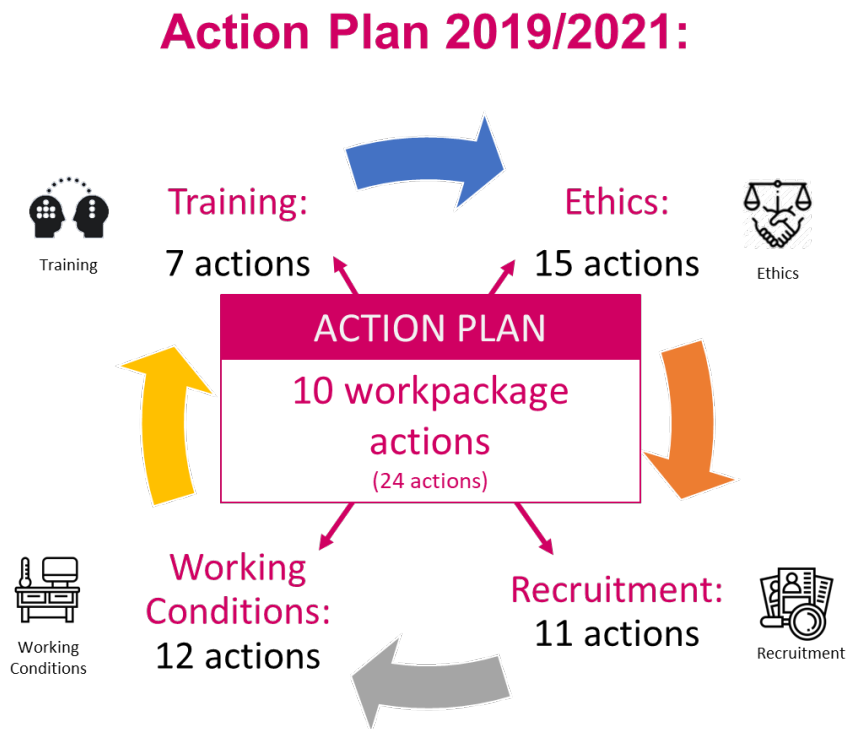 Action Plan 2019/2021:
Training:
7 actions
Training
Ethics:
15 actions
Ethics
ACTION PLAN
10 workpackage
actions
(24 actions)
Working
Conditions:
12 actions
Working
Conditions
Recruitment:
11 actions
Recruitment